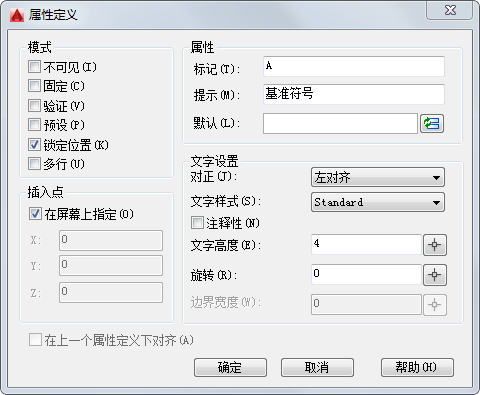 属性定义
模式
不可见(I)
固定(C)
验证(V)
预设(P)
锁定位置(K)
多行(U)
属性
标记(T): A
提示(M): 基准符号
默认(L):
插入点
在屏幕上指定(O)
X: 0
Y: 0
Z: 0
文字设置
对正(J): 左对齐
文字样式(S): Standard
注释性(N)
文字高度(E): 4
旋转(R): 0
边界宽度(W): 0
在上一个属性定义下对齐(A)
确定 取消 帮助(H)